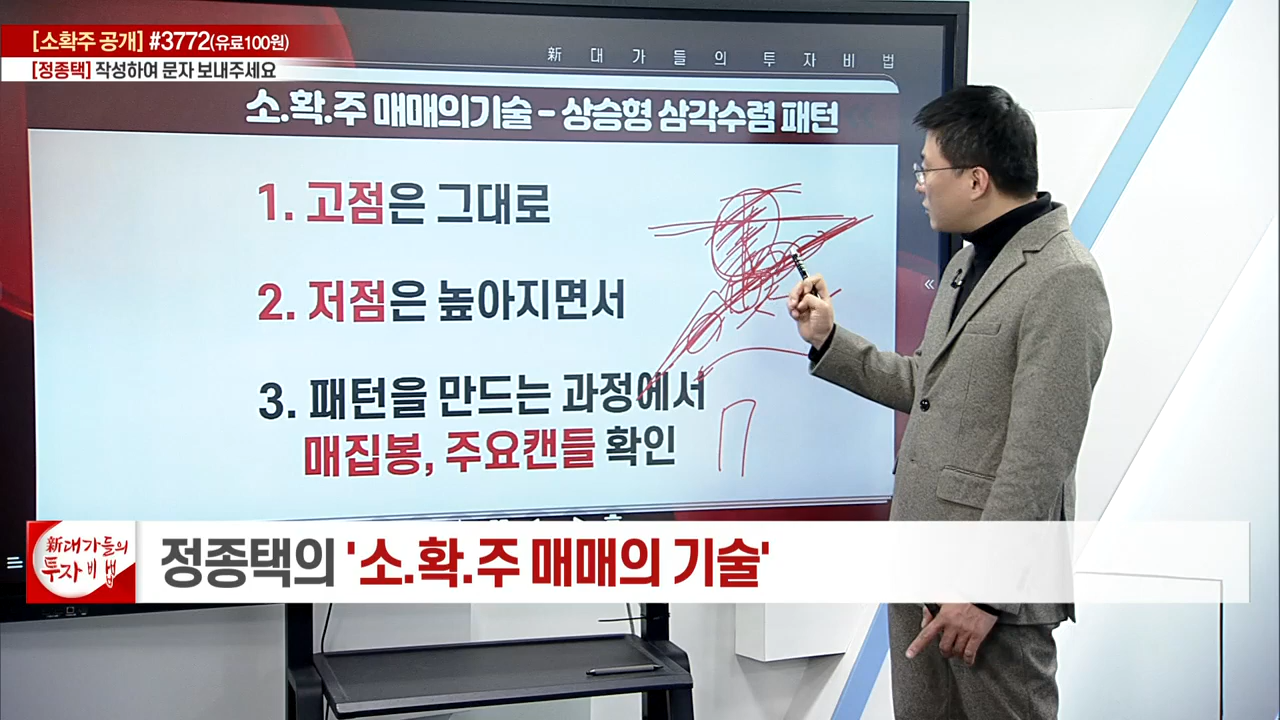 [소확주 공개] #3772(유료100원)
[정종택] 작성하여 문자 보내주세요
新 대가들의 투자비법
소.확.주 매매의기술 - 상승형 삼각수렴 패턴
1. 고점은 그대로
2. 저점은 높아지면서
3. 패턴을 만드는 과정에서
매집봉, 주요캔들 확인
新대가들의
투자비법
정종택의 '소.확.주 매매의 기술'